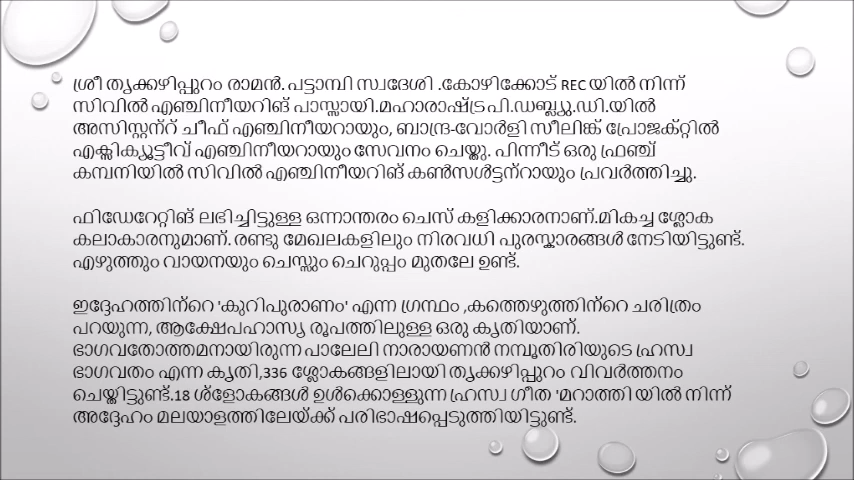 ശ്രീ തൃക്കഴിപ്പുറം രാമൻ. പട്ടാമ്പി സ്വദേശി .കോഴിക്കോട് REC യിൽ നിന്ന്
സിവിൽ എഞ്ചിനീയറിങ് പാസ്സായി.മഹാരാഷ്ട്ര പി.ഡബ്ല്യു.ഡി.യിൽ
അസിസ്റ്റന്റ് ചീഫ് എഞ്ചിനീയറായും, ബാന്ദ്ര-വോർളി സീലിങ്ക് പ്രോജക്റ്റിൽ
എക്സിക്യൂട്ടീവ് എഞ്ചിനീയറായും സേവനം ചെയ്തു. പിന്നീട് ഒരു ഫ്രഞ്ച്
കമ്പനിയിൽ സിവിൽ എഞ്ചിനീയറിങ് കൺസൾട്ടന്റായും പ്രവർത്തിച്ചു.
ഫിഡേറേറ്റിങ് ലഭിച്ചിട്ടുള്ള ഒന്നാന്തരം ചെസ് കളിക്കാരനാണ്.മികച്ച ശ്ലോക
കലാകാരനുമാണ്. രണ്ടു മേഖലകളിലും നിരവധി പുരസ്കാരങ്ങൾ നേടിയിട്ടുണ്ട്.
എഴുത്തും വായനയും ചെസ്സും ചെറുപ്പം മുതലേ ഉണ്ട്.
ഇദ്ദേഹത്തിന്റെ 'കുറിപുരാണം' എന്ന ഗ്രന്ഥം ,കത്തെഴുത്തിന്റെ ചരിത്രം
പറയുന്ന, ആക്ഷേപഹാസ്യ രൂപത്തിലുള്ള ഒരു കൃതിയാണ്.
ഭാഗവതോത്തമനായിരുന്ന പാലേലി നാരായണൻ നമ്പൂതിരിയുടെ ഹ്രസ്വ
ഭാഗവതം എന്ന കൃതി,336 ശ്ലോകങ്ങളിലായി തൃക്കഴിപ്പുറം വിവർത്തനം
ചെയ്തിട്ടുണ്ട്.18 ശ്ളോകങ്ങൾ ഉൾക്കൊള്ളുന്ന ഹ്രസ്വ ഗീത 'മറാത്തി യിൽ നിന്ന്
അദ്ദേഹം മലയാളത്തിലേയ്ക്ക് പരിഭാഷപ്പെടുത്തിയിട്ടുണ്ട്.